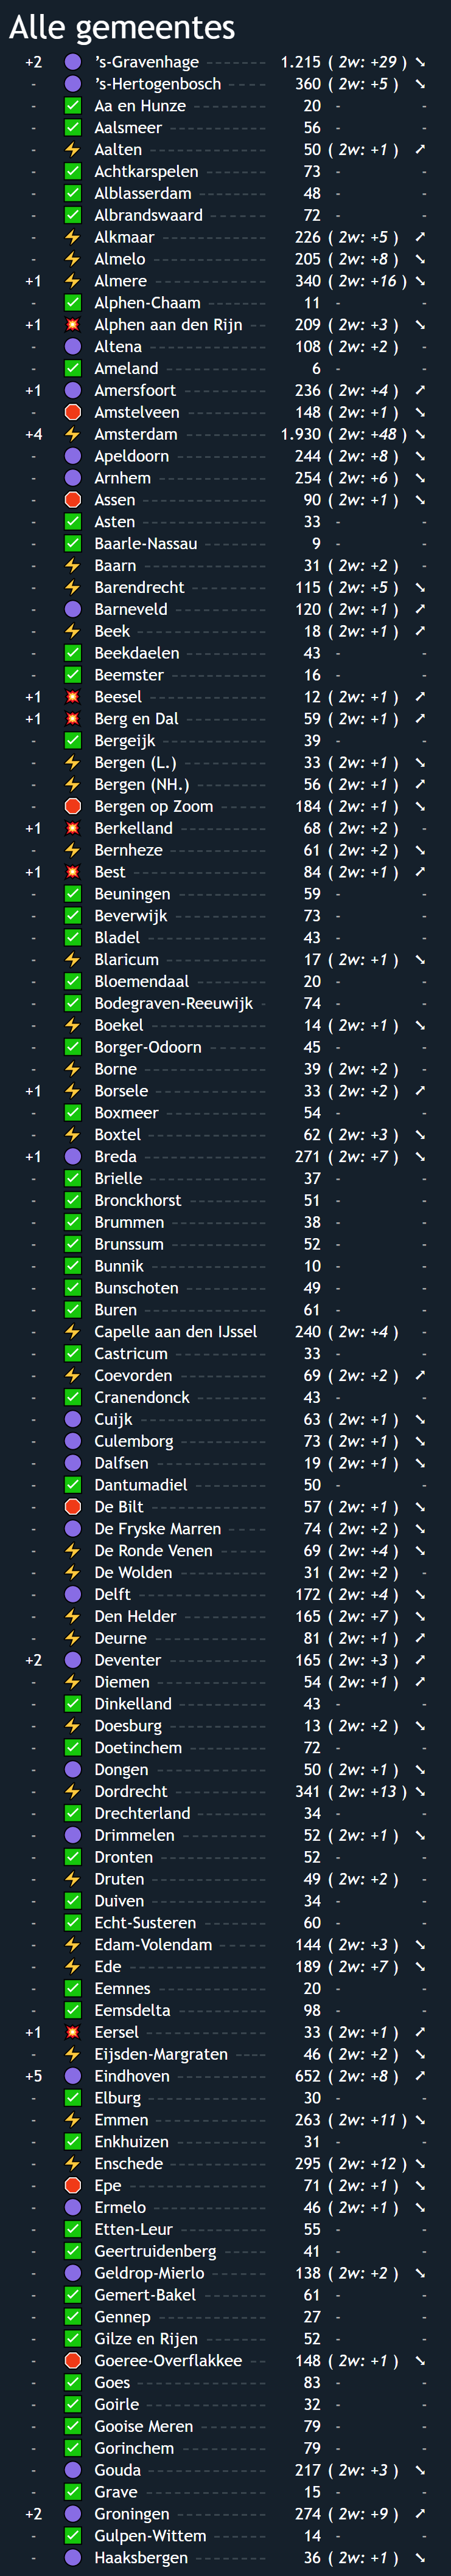 Alle gemeentes
+2 's-Gravenhage 1.215 ( 2w: +29 ) ➘
- 's-Hertogenbosch 360 ( 2w: +5 ) ➘
- Aa en Hunze 20 - -
- Aalsmeer 56 - -
- Aalten 50 ( 2w: +1 ) ➚
- Achtkarspelen 73 - -
- Alblasserdam 48 - -
- Albrandswaard 72 - -
- Alkmaar 226 ( 2w: +5 ) ➚
- Almelo 205 ( 2w: +8 ) ➘
+1 Almere 340 ( 2w: +16 ) ➘
- Alphen-Chaam 11 - -
+1 Alphen aan den Rijn 209 ( 2w: +3 ) ➘
- Altena 108 ( 2w: +2 ) -
- Ameland 6 - -
+1 Amersfoort 236 ( 2w: +4 ) ➚
- Amstelveen 148 ( 2w: +1 ) ➘
+4 Amsterdam 1.930 ( 2w: +48 ) ➘
- Apeldoorn 244 ( 2w: +8 ) ➘
- Arnhem 254 ( 2w: +6 ) ➘
- Assen 90 ( 2w: +1 ) ➘
- Asten 33 - -
- Baarle-Nassau 9 - -
- Baarn 31 ( 2w: +2 ) -
- Barendrecht 115 ( 2w: +5 ) ➘
- Barneveld 120 ( 2w: +1 ) ➚
- Beek 18 ( 2w: +1 ) ➚
- Beekdaelen 43 - -
- Beemster 16 - -
+1 Beesel 12 ( 2w: +1 ) ➚
+1 Berg en Dal 59 ( 2w: +1 ) ➚
- Bergeijk 39 - -
- Bergen (L.) 33 ( 2w: +1 ) ➘
- Bergen (NH.) 56 ( 2w: +1 ) ➚
- Bergen op Zoom 184 ( 2w: +1 ) ➘
+1 Berkelland 68 ( 2w: +2 ) -
- Bernheze 61 ( 2w: +2 ) ➘
+1 Best 84 ( 2w: +1 ) ➚
- Beuningen 59 - -
- Beverwijk 73 - -
- Bladel 43 - -
- Blaricum 17 ( 2w: +1 ) ➘
- Bloemendaal 20 - -
- Bodegraven-Reeuwijk 74 - -
- Boekel 14 ( 2w: +1 ) ➘
- Borger-Odoorn 45 - -
- Borne 39 ( 2w: +2 ) -
+1 Borsele 33 ( 2w: +2 ) ➚
- Boxmeer 54 - -
- Boxtel 62 ( 2w: +3 ) ➘
+1 Breda 271 ( 2w: +7 ) ➘
- Brielle 37 - -
- Bronckhorst 51 - -
- Brummen 38 - -
- Brunssum 52 - -
- Bunnik 10 - -
- Bunschoten 49 - -
- Buren 61 - -
- Capelle aan den IJssel 240 ( 2w: +4 ) -
- Castricum 33 - -
- Coevorden 69 ( 2w: +2 ) ➚
- Cranendonck 43 - -
- Cuijk 63 ( 2w: +1 ) ➘
- Culemborg 73 ( 2w: +1 ) ➘
- Dalfsen 19 ( 2w: +1 ) ➘
- Dantumadiel 50 - -
- De Bilt 57 ( 2w: +1 ) ➘
- De Fryske Marren 74 ( 2w: +2 ) ➘
- De Ronde Venen 69 ( 2w: +4 ) ➘
- De Wolden 31 ( 2w: +2 ) -
- Delft 172 ( 2w: +4 ) ➘
- Den Helder 165 ( 2w: +7 ) ➘
- Deurne 81 ( 2w: +1 ) ➚
+2 Deventer 165 ( 2w: +3 ) ➚
- Diemen 54 ( 2w: +1 ) ➚
- Dinkelland 43 - -
- Doesburg 13 ( 2w: +2 ) ➘
- Doetinchem 72 - -
- Dongen 50 ( 2w: +1 ) ➘
- Dordrecht 341 ( 2w: +13 ) ➘
- Drechterland 34 - -
- Drimmelen 52 ( 2w: +1 ) ➘
- Dronten 52 - -
- Druten 49 ( 2w: +2 ) -
- Duiven 34 - -
- Echt-Susteren 60 - -
- Edam-Volendam 144 ( 2w: +3 ) ➘
- Ede 189 ( 2w: +7 ) ➘
- Eemnes 20 - -
- Eemsdelta 98 - -
+1 Eersel 33 ( 2w: +1 ) ➚
- Eijsden-Margraten 46 ( 2w: +2 ) ➘
+5 Eindhoven 652 ( 2w: +8 ) ➚
- Elburg 30 - -
- Emmen 263 ( 2w: +11 ) ➘
- Enkhuizen 31 - -
- Enschede 295 ( 2w: +12 ) ➘
- Epe 71 ( 2w: +1 ) ➘
- Ermelo 46 ( 2w: +1 ) ➘
- Etten-Leur 55 - -
- Geertruidenberg 41 - -
- Geldrop-Mierlo 138 ( 2w: +2 ) ➘
- Gemert-Bakel 61 - -
- Gennep 27 - -
- Gilze en Rijen 52 - -
- Goeree-Overflakkee 148 ( 2w: +1 ) ➘
- Goes 83 - -
- Goirle 32 - -
- Gooise Meren 79 - -
- Gorinchem 79 - -
- Gouda 217 ( 2w: +3 ) ➘
- Grave 15 - -
+2 Groningen 274 ( 2w: +9 ) ➚
- Gulpen-Wittem 14 - -
- Haaksbergen 36 ( 2w: +1 ) ➘